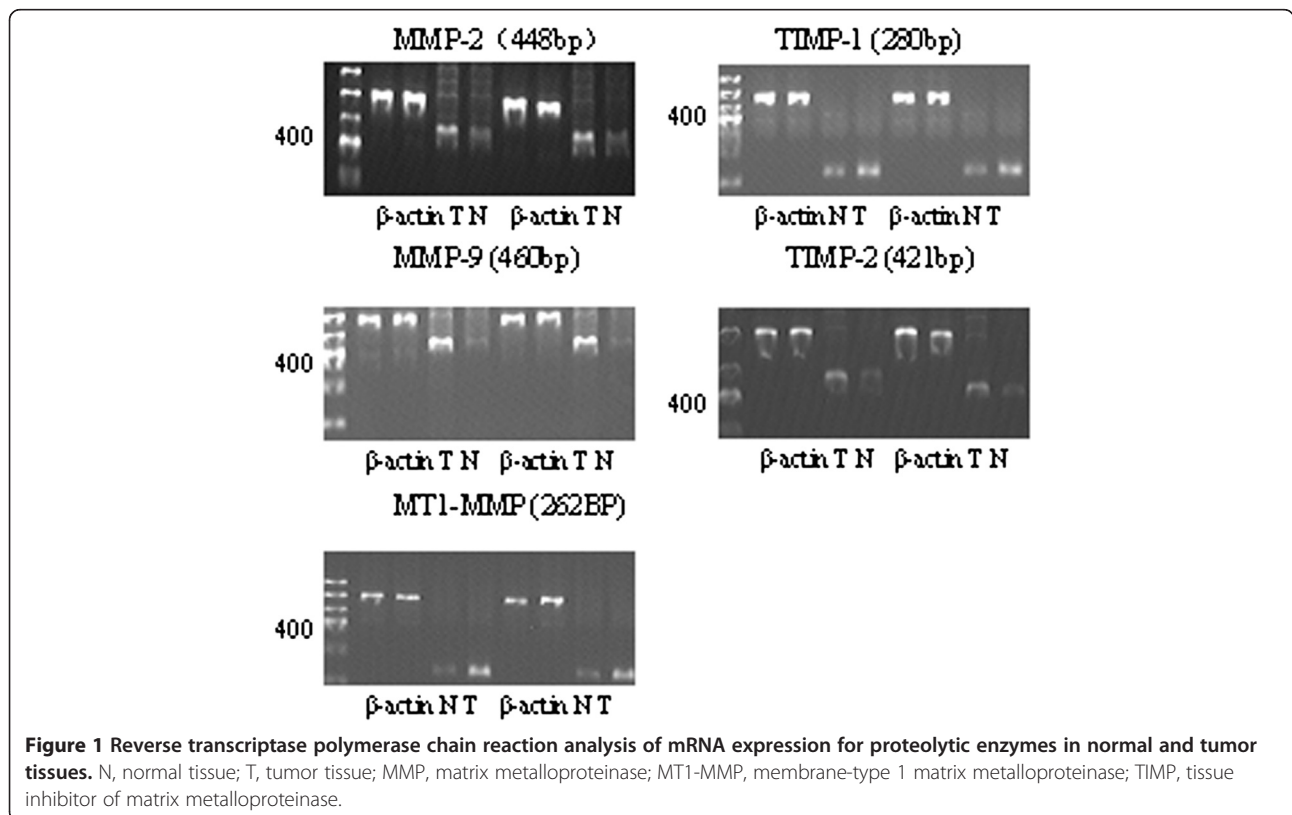 MMP-2 (448bp)
400
β-actin T N β-actin T N
TIMP-1 (280bp)
400
β-actin N T β-actin N T
MMP-9 (460bp)
400
β-actin T N β-actin T N
TIMP-2 (421bp)
400
β-actin T N β-actin T N
MT1-MMP (262BP)
400
β-actin N T β-actin N T
Figure 1 Reverse transcriptase polymerase chain reaction analysis of mRNA expression for proteolytic enzymes in normal and tumor
tissues. N, normal tissue; T, tumor tissue; MMP, matrix metalloproteinase; MT1-MMP, membrane-type 1 matrix metalloproteinase; TIMP, tissue
inhibitor of matrix metalloproteinase.